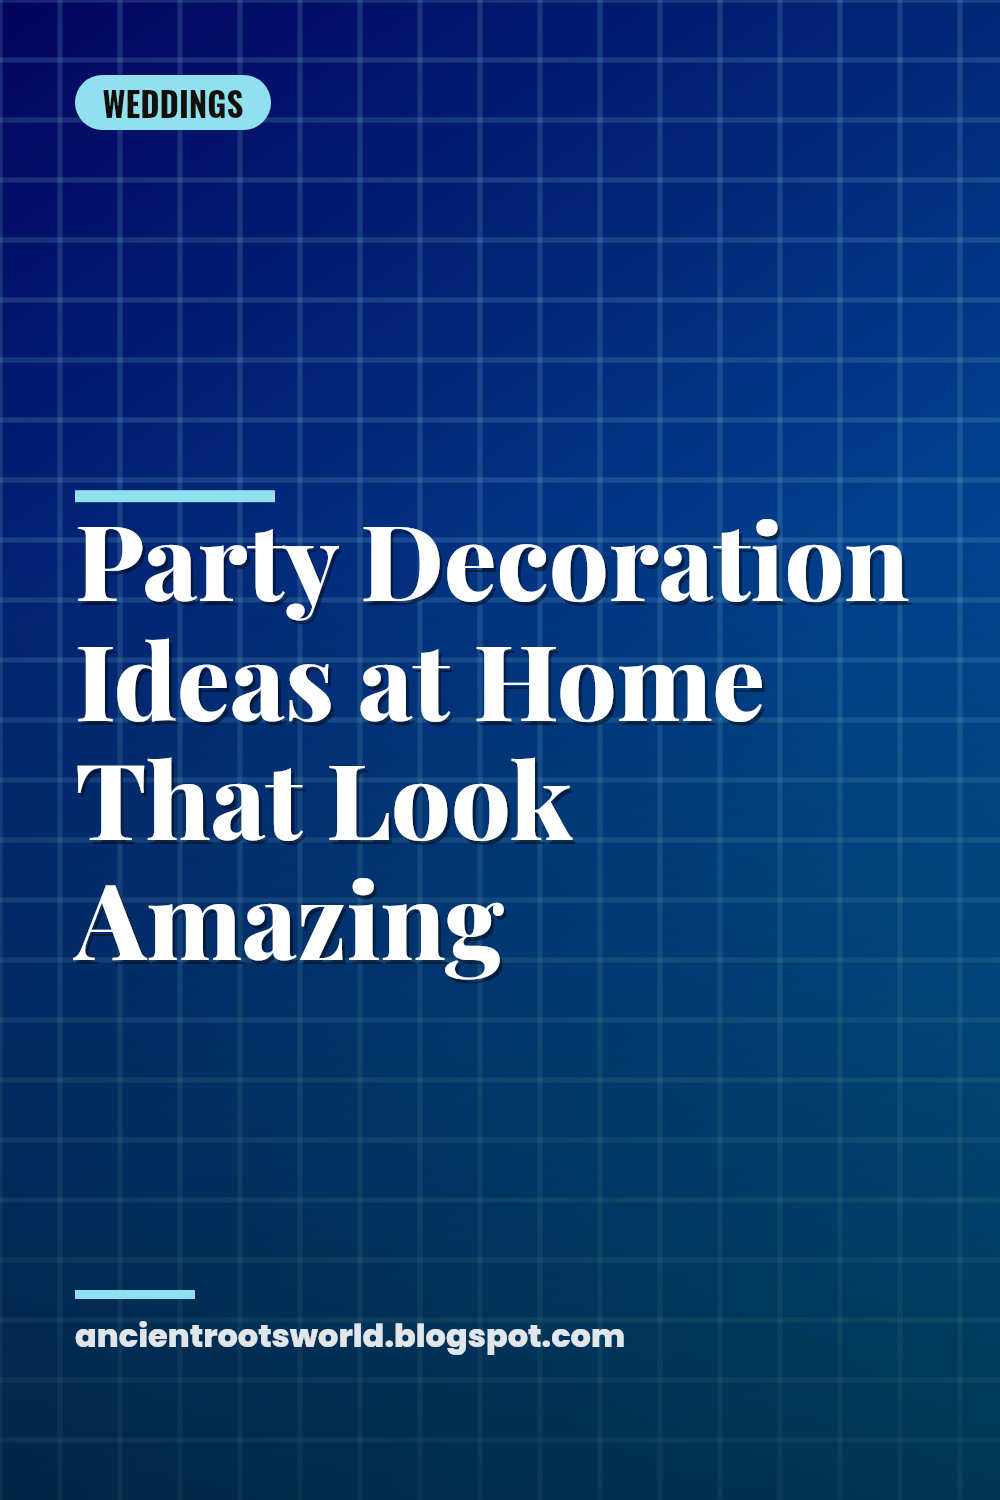 WEDDINGS
Party Decoration
Ideas at Home
That Look
Amazing
ancientrootsworld.blogspot.com